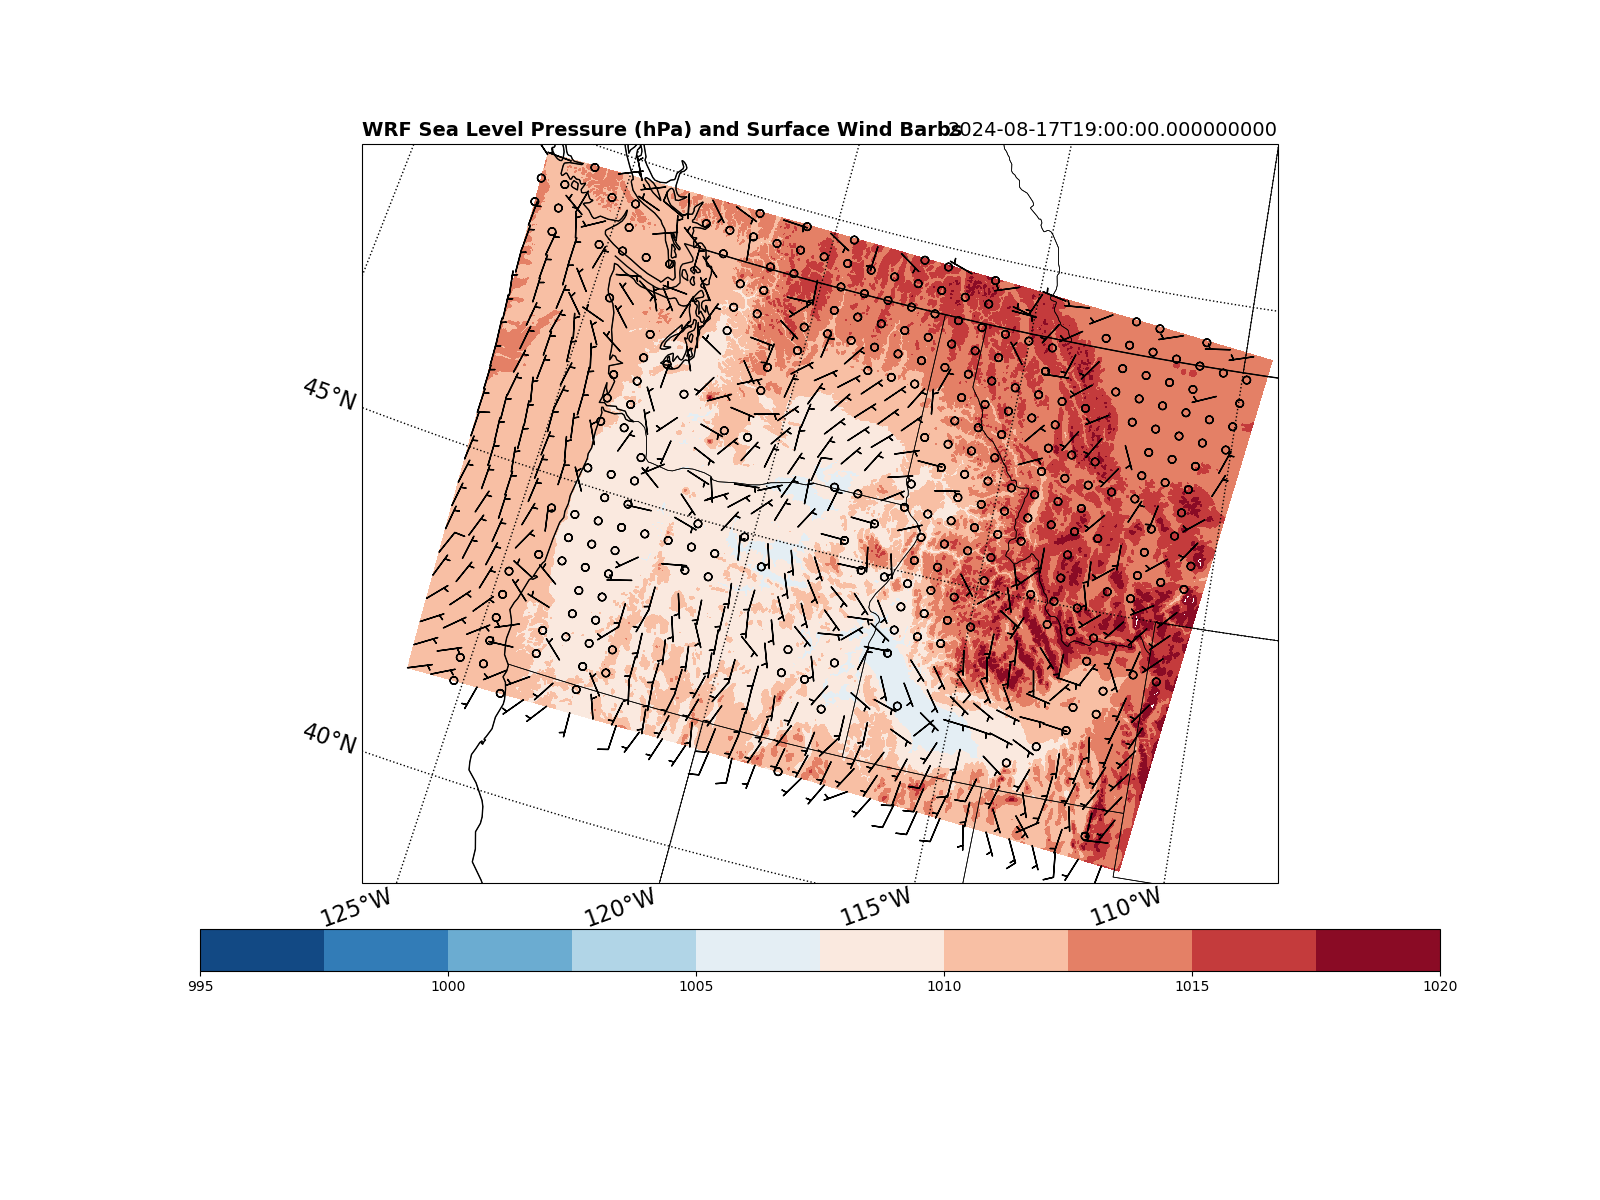 WRF Sea Level Pressure (hPa) and Surface Wind Barbs 2024-08-17T19:00:00.000000000
45°N
40°N
125°W 120°W 115°W 110°W
995 1000 1005 1010 1015 1020